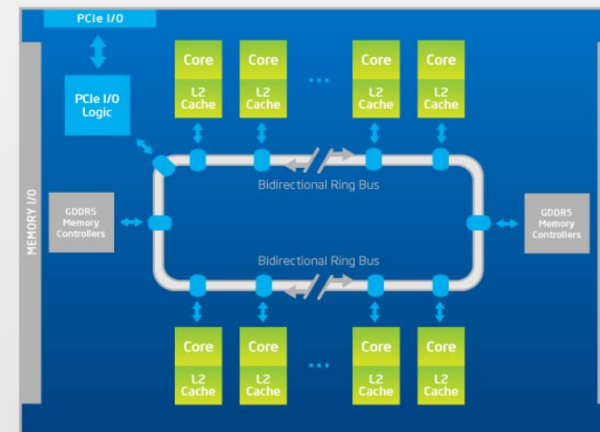 PCIe I/O
PCIe I/O
Logic
Core
L2
Cache
Core
L2
Cache
...
Core
L2
Cache
Core
L2
Cache
Bidirectional Ring Bus
MEMORY I/O
GDDR5
Memory
Controllers
GDDR5
Memory
Controllers
Bidirectional Ring Bus
Core
L2
Cache
Core
L2
Cache
...
Core
L2
Cache
Core
L2
Cache